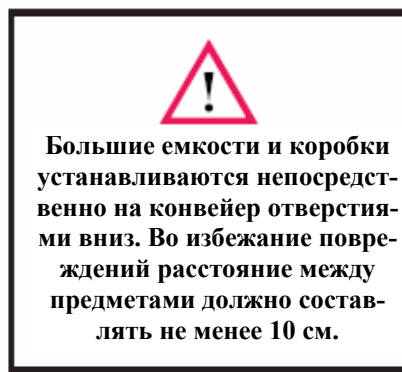 !
Большие емкости и коробки
устанавливаются непосредст-
венно на конвейер отверстия-
ми вниз. Во избежание повре-
ждений расстояние между
предметами должно состав-
лять не менее 10 см.